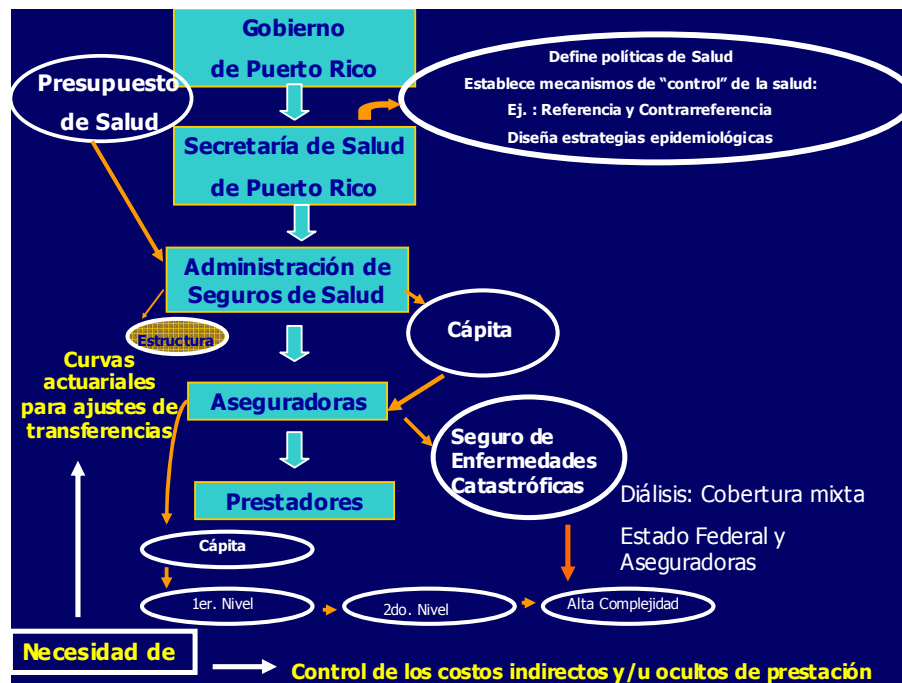 Gobierno
de Puerto Rico
Define políticas de Salud
Establece mecanismos de “control” de la salud:
Ej. : Referencia y Contrarreferencia
Diseña estrategias epidemiológicas
Presupuesto
de Salud
Secretaría de Salud
de Puerto Rico
Administración de
Seguros de Salud
Cápita
Estructura
Curvas
actuariales
para ajustes de
transferencias
Aseguradoras
Seguro de
Enfermedades
Catastróficas
Prestadores
Diálisis: Cobertura mixta
Estado Federal y
Aseguradoras
Cápita
1er. Nivel
2do. Nivel
Alta Complejidad
Necesidad de
Control de los costos indirectos y/u ocultos de prestación